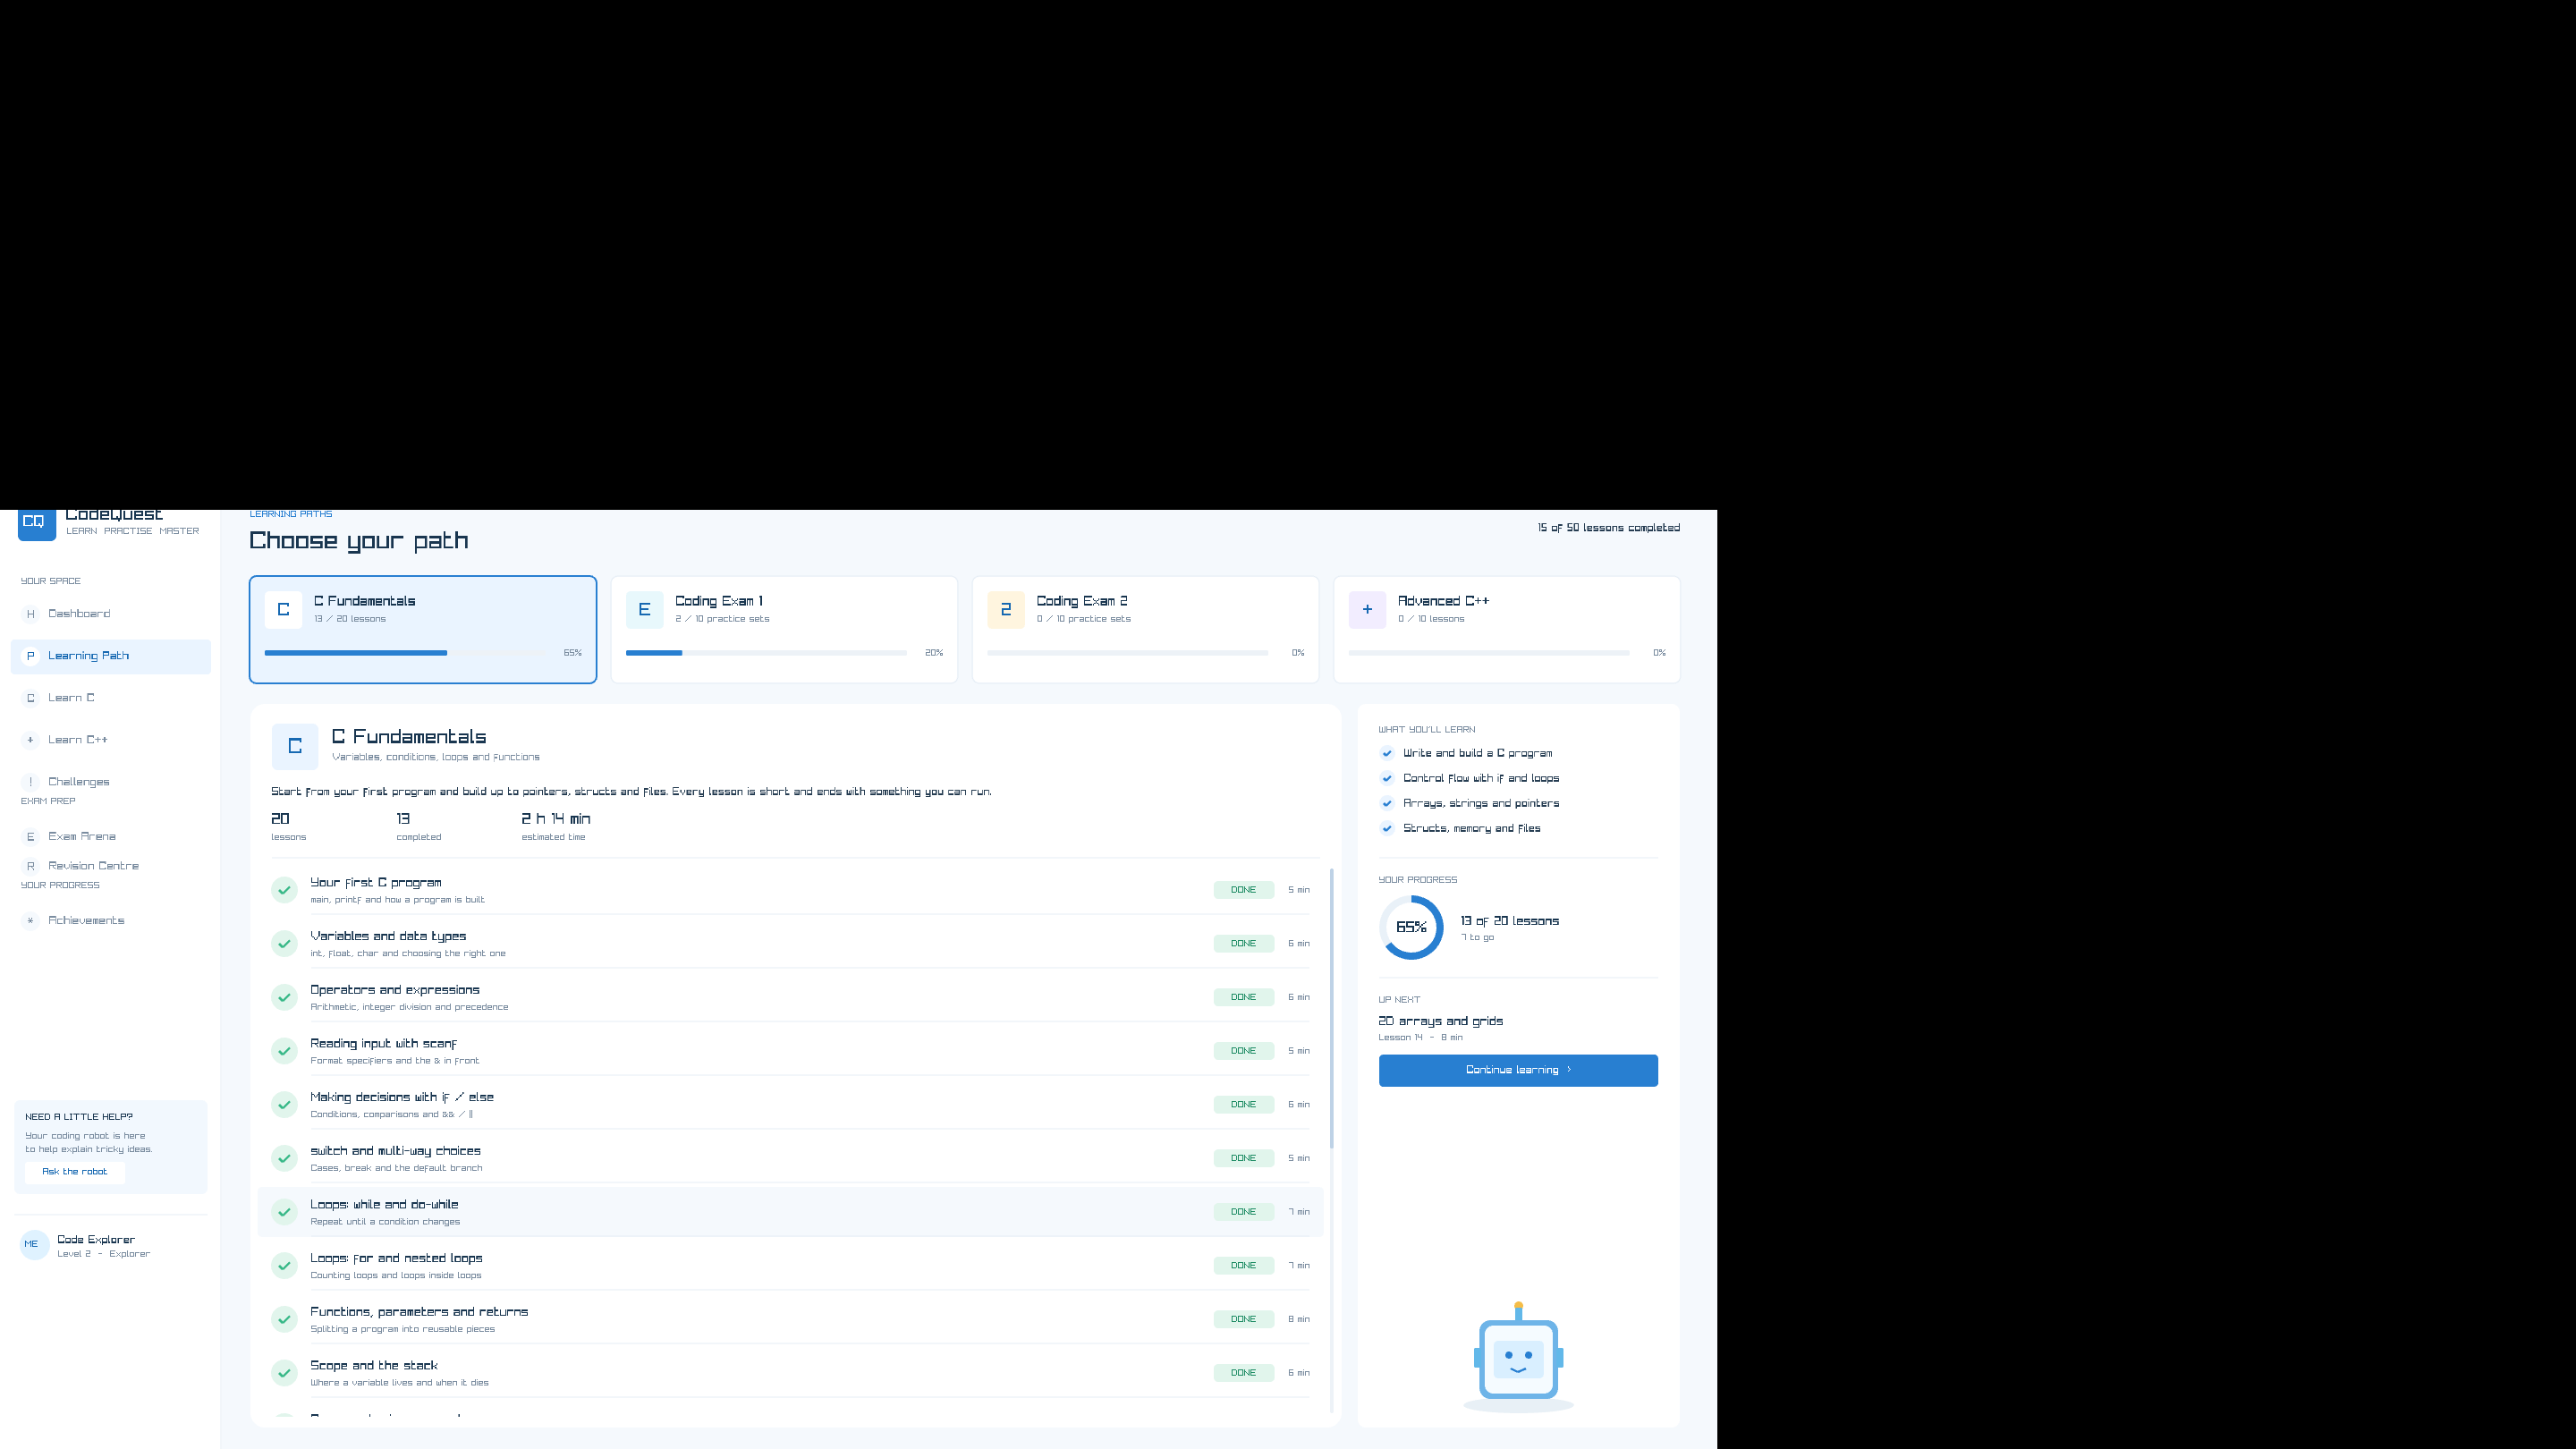 CQ
CodeQuest
LEARN PRACTISE MASTER
YOUR SPACE
H Dashboard
P Learning Path
C Learn C
+ Learn C++
! Challenges
EXAM PREP
E Exam Arena
R Revision Centre
YOUR PROGRESS
* Achievements
NEED A LITTLE HELP?
Your coding robot is here
to help explain tricky ideas.
Ask the robot
ME
Code Explorer
Level 2 - Explorer
LEARNING PATHS
Choose your path
15 of 50 lessons completed
C
C Fundamentals
13 / 20 lessons
65%
E
Coding Exam 1
2 / 10 practice sets
20%
2
Coding Exam 2
0 / 10 practice sets
0%
+
Advanced C++
0 / 10 lessons
0%
C
C Fundamentals
Variables, conditions, loops and functions
Start from your first program and build up to pointers, structs and files. Every lesson is short and ends with something you can run.
20
lessons
13
completed
2 h 14 min
estimated time
Your first C program
main, printf and how a program is built
DONE 5 min
Variables and data types
int, float, char and choosing the right one
DONE 6 min
Operators and expressions
Arithmetic, integer division and precedence
DONE 6 min
Reading input with scanf
Format specifiers and the & in front
DONE 5 min
Making decisions with if / else
Conditions, comparisons and && / ||
DONE 6 min
switch and multi-way choices
Cases, break and the default branch
DONE 5 min
Loops: while and do-while
Repeat until a condition changes
DONE 7 min
Loops: for and nested loops
Counting loops and loops inside loops
DONE 7 min
Functions, parameters and returns
Splitting a program into reusable pieces
DONE 8 min
Scope and the stack
Where a variable lives and when it dies
DONE 6 min
WHAT YOU'LL LEARN
Write and build a C program
Control flow with if and loops
Arrays, strings and pointers
Structs, memory and files
YOUR PROGRESS
65%
13 of 20 lessons
7 to go
UP NEXT
2D arrays and grids
Lesson 14 - 8 min
Continue learning ›